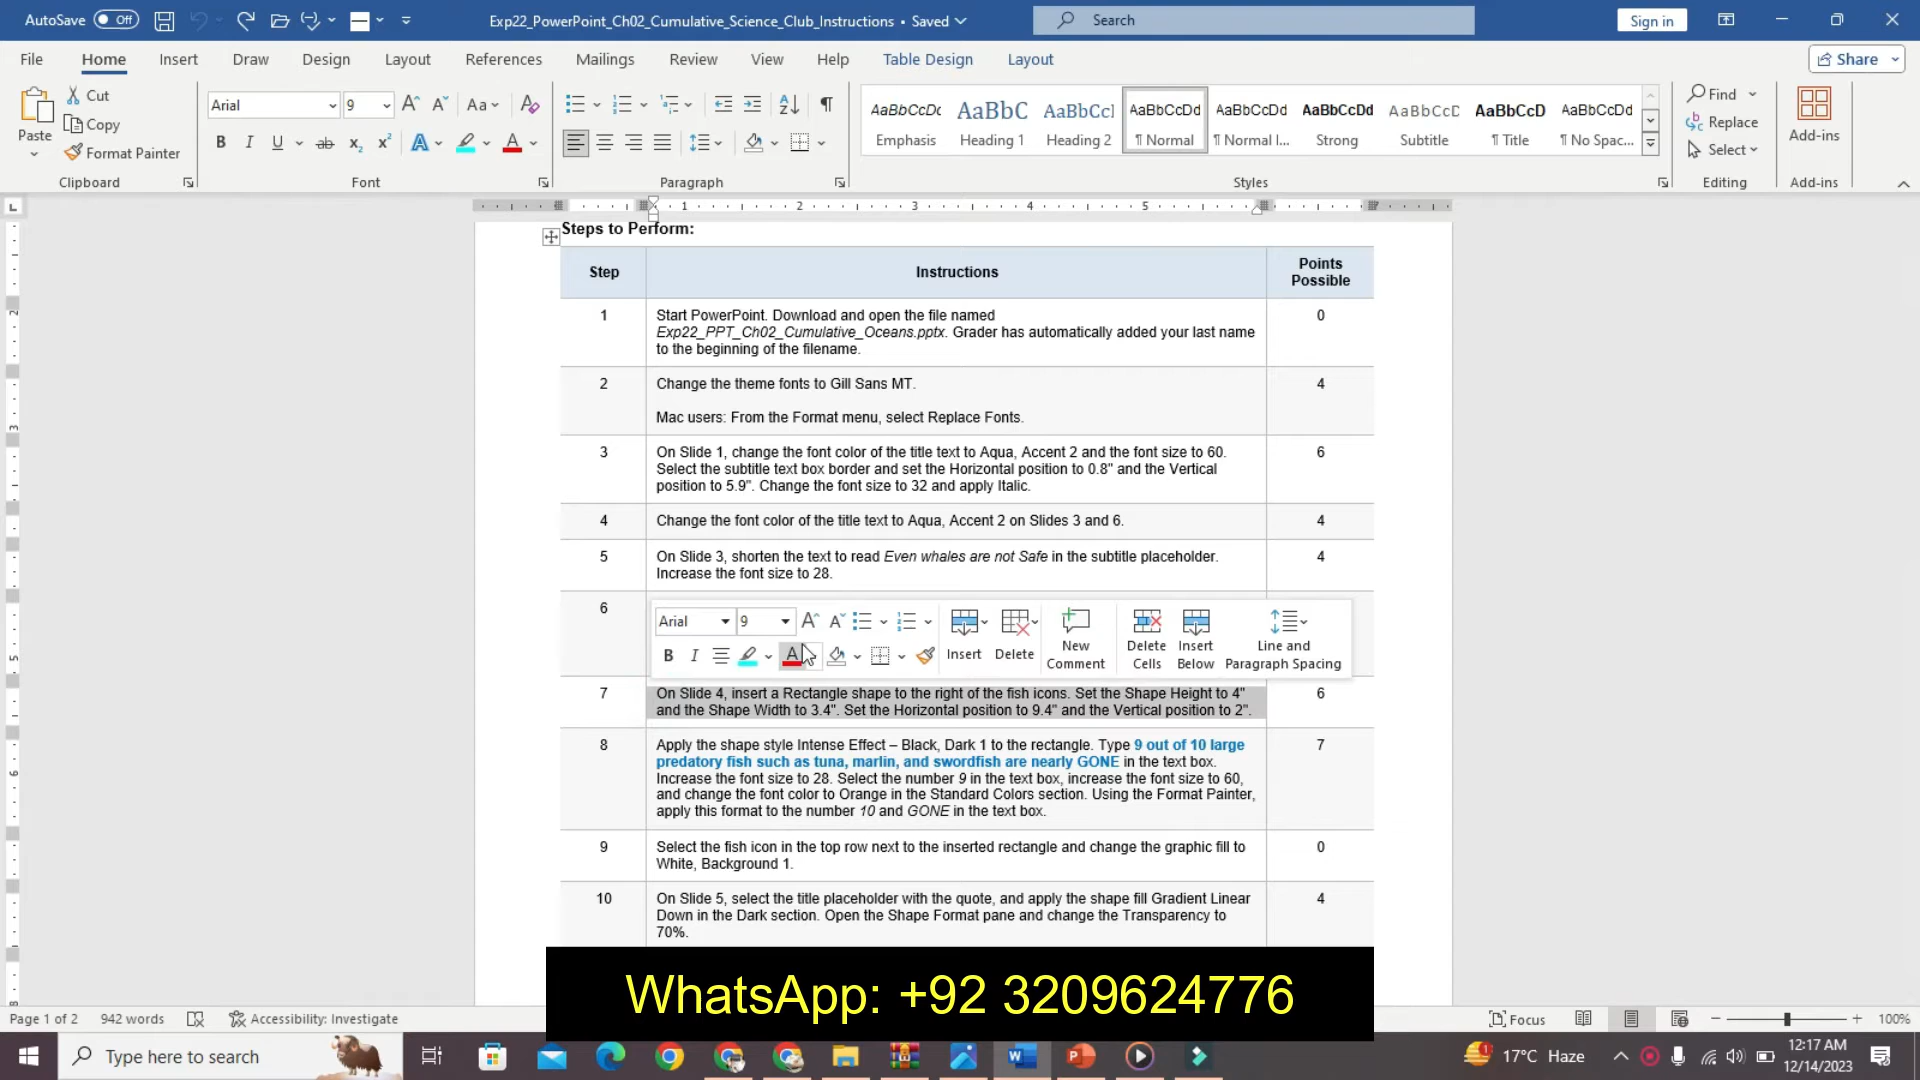 AutoSave Off
Exp22_PowerPoint_Ch02_Cumulative_Science_Club_Instructions • Saved
Search
Sign in
File Home Insert Draw Design Layout References Mailings Review View Help Table Design Layout
Share
Paste
Cut
Copy
Format Painter
Clipboard
Arial 9
Aa
B I U ab x₂ x² A A
Font
Paragraph
AaBbCcDc AaBbC AaBbCcI AaBbCcDd AaBbCcDd AaBbCcDd AaBbCcD AaBbCcD AaBbCcDd
Emphasis Heading 1 Heading 2 ¶ Normal ¶ Normal I... Strong Subtitle ¶ Title ¶ No Spac...
Styles
Find
Replace
Select
Editing
Add-ins
Add-ins
1 2 3 4 5
Steps to Perform:
Step Instructions Points Possible
1 Start PowerPoint. Download and open the file named 0
Exp22_PPT_Ch02_Cumulative_Oceans.pptx. Grader has automatically added your last name
to the beginning of the filename.
2 Change the theme fonts to Gill Sans MT. 4
Mac users: From the Format menu, select Replace Fonts.
3 On Slide 1, change the font color of the title text to Aqua, Accent 2 and the font size to 60. 6
Select the subtitle text box border and set the Horizontal position to 0.8" and the Vertical
position to 5.9". Change the font size to 32 and apply Italic.
4 Change the font color of the title text to Aqua, Accent 2 on Slides 3 and 6. 4
5 On Slide 3, shorten the text to read Even whales are not Safe in the subtitle placeholder. 4
Increase the font size to 28.
6
Arial 9
B I A
Insert Delete
New Comment
Delete Cells
Insert Below
Line and Paragraph Spacing
7 On Slide 4, insert a Rectangle shape to the right of the fish icons. Set the Shape Height to 4" 6
and the Shape Width to 3.4". Set the Horizontal position to 9.4" and the Vertical position to 2".
8 Apply the shape style Intense Effect – Black, Dark 1 to the rectangle. Type 9 out of 10 large 7
predatory fish such as tuna, marlin, and swordfish are nearly GONE in the text box.
Increase the font size to 28. Select the number 9 in the text box, increase the font size to 60,
and change the font color to Orange in the Standard Colors section. Using the Format Painter,
apply this format to the number 10 and GONE in the text box.
9 Select the fish icon in the top row next to the inserted rectangle and change the graphic fill to 0
White, Background 1.
10 On Slide 5, select the title placeholder with the quote, and apply the shape fill Gradient Linear 4
Down in the Dark section. Open the Shape Format pane and change the Transparency to
70%.
WhatsApp: +92 3209624776
Page 1 of 2 942 words Accessibility: Investigate
Focus
100%
Type here to search
17°C Haze
12:17 AM
12/14/2023